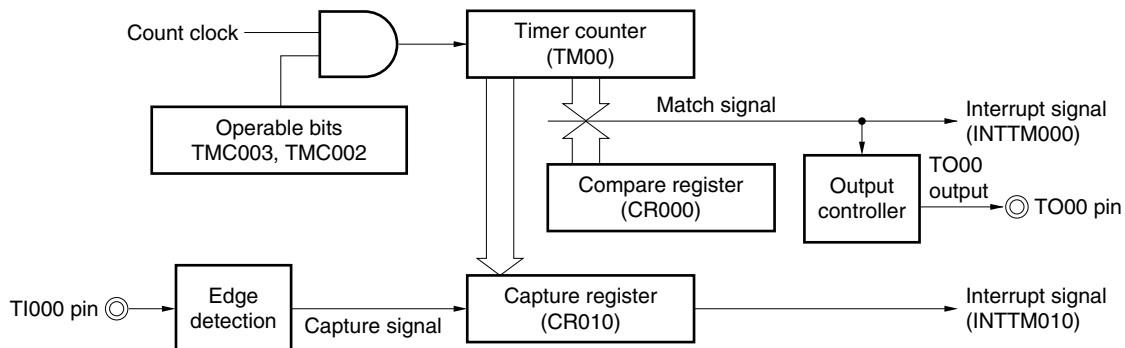 Count clock
Timer counter
(TM00)
Operable bits
TMC003, TMC002
Match signal
Interrupt signal
(INTTM000)
Compare register
(CR000)
Output
controller
TO00
output
TO00 pin
TI000 pin
Edge
detection
Capture signal
Capture register
(CR010)
Interrupt signal
(INTTM010)